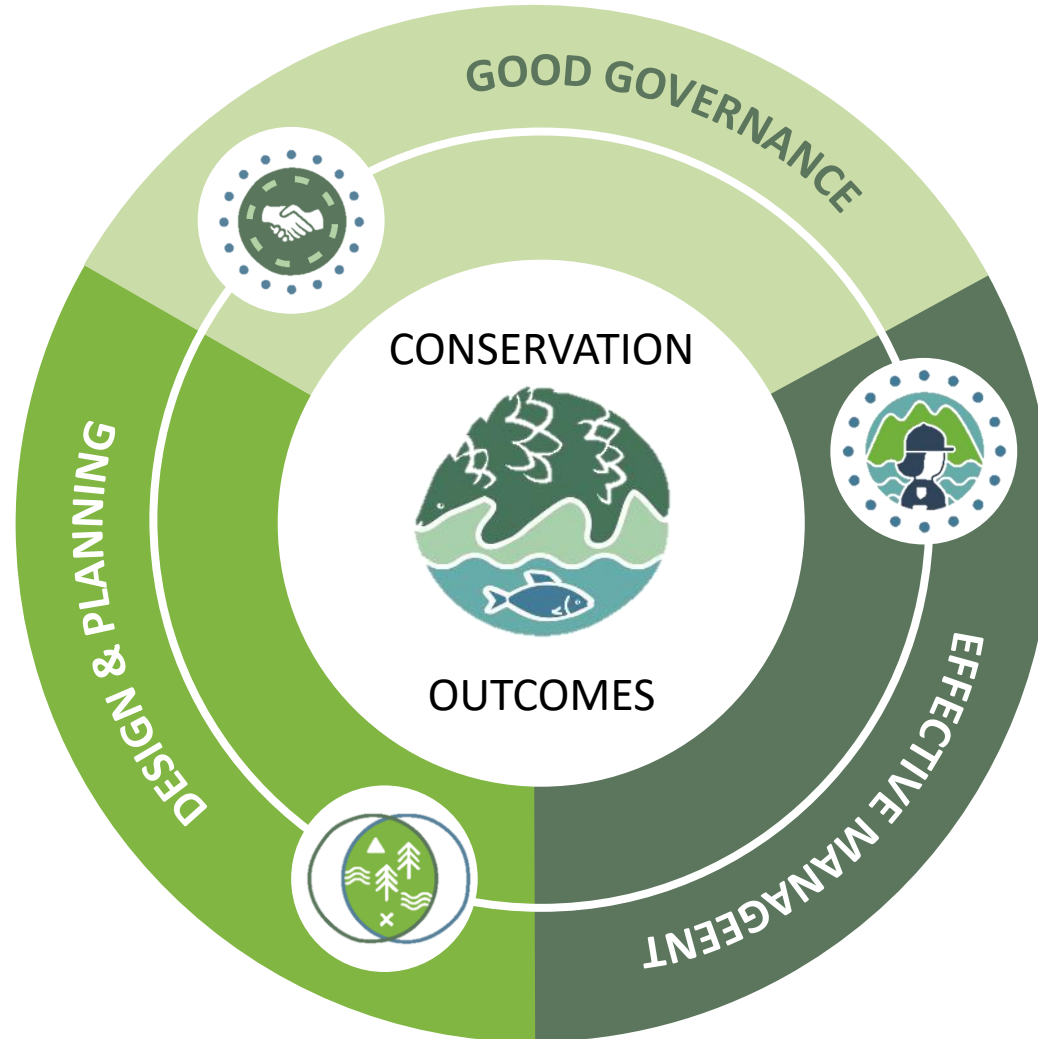 GOOD GOVERNANCE
CONSERVATION
OUTCOMES
DESIGN & PLANNING
EFFECTIVE MANAGEENT